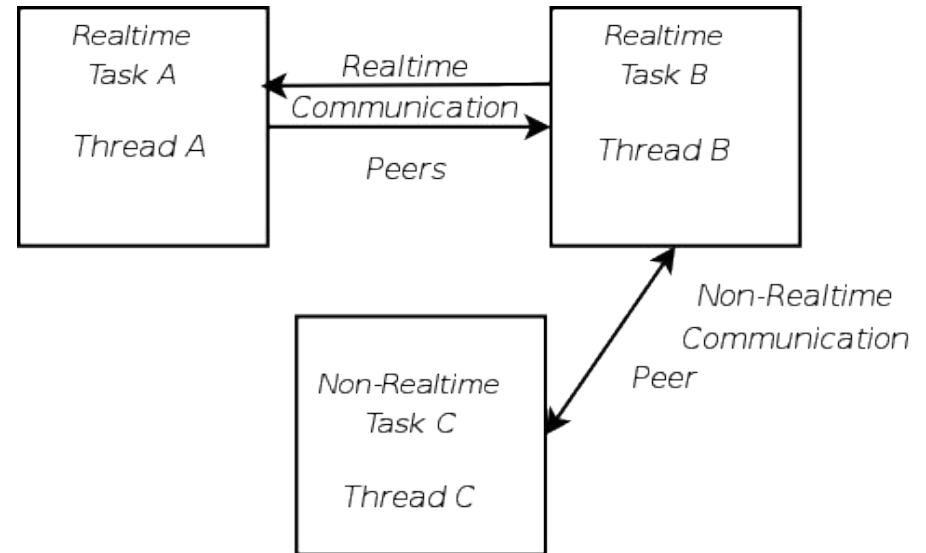 Realtime
Task A
Thread A
Realtime
Communication
Peers
Realtime
Task B
Thread B
Non-Realtime
Communication
Peer
Non-Realtime
Task C
Thread C